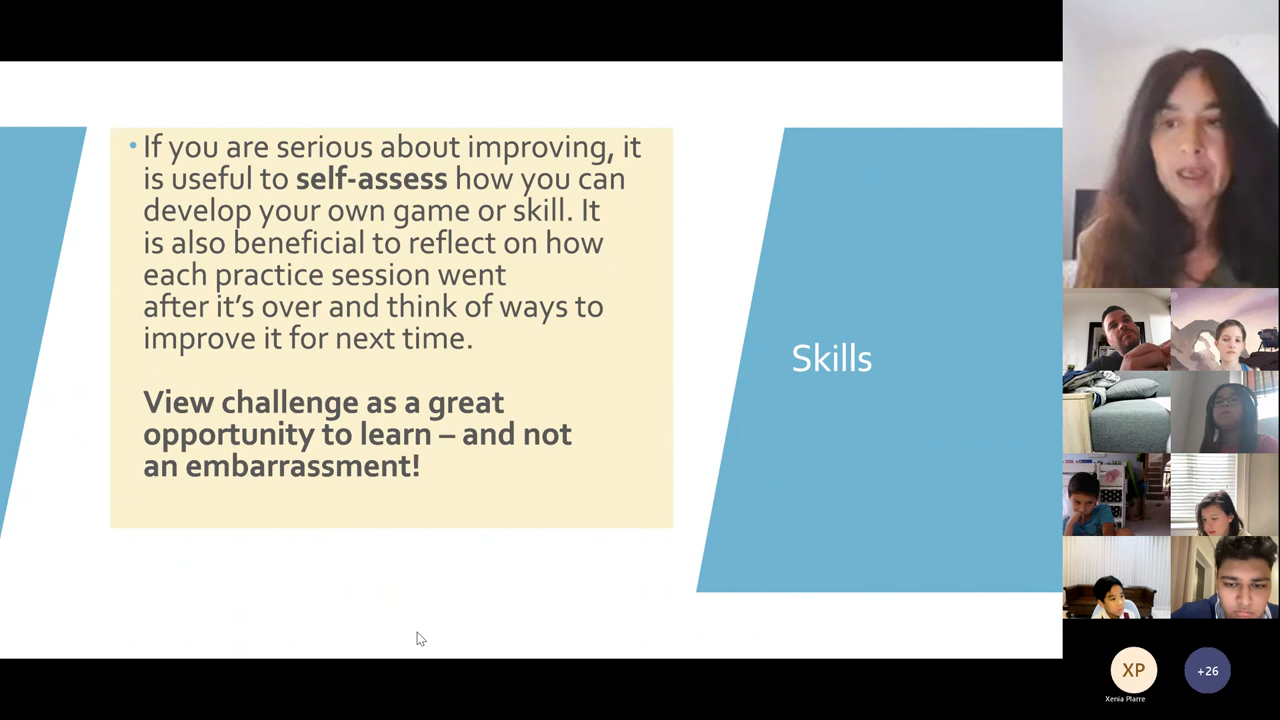 • If you are serious about improving, it
is useful to self-assess how you can
develop your own game or skill. It
is also beneficial to reflect on how
each practice session went
after it’s over and think of ways to
improve it for next time.
View challenge as a great
opportunity to learn – and not
an embarrassment!
Skills
XP
+26
Xenia Plarre